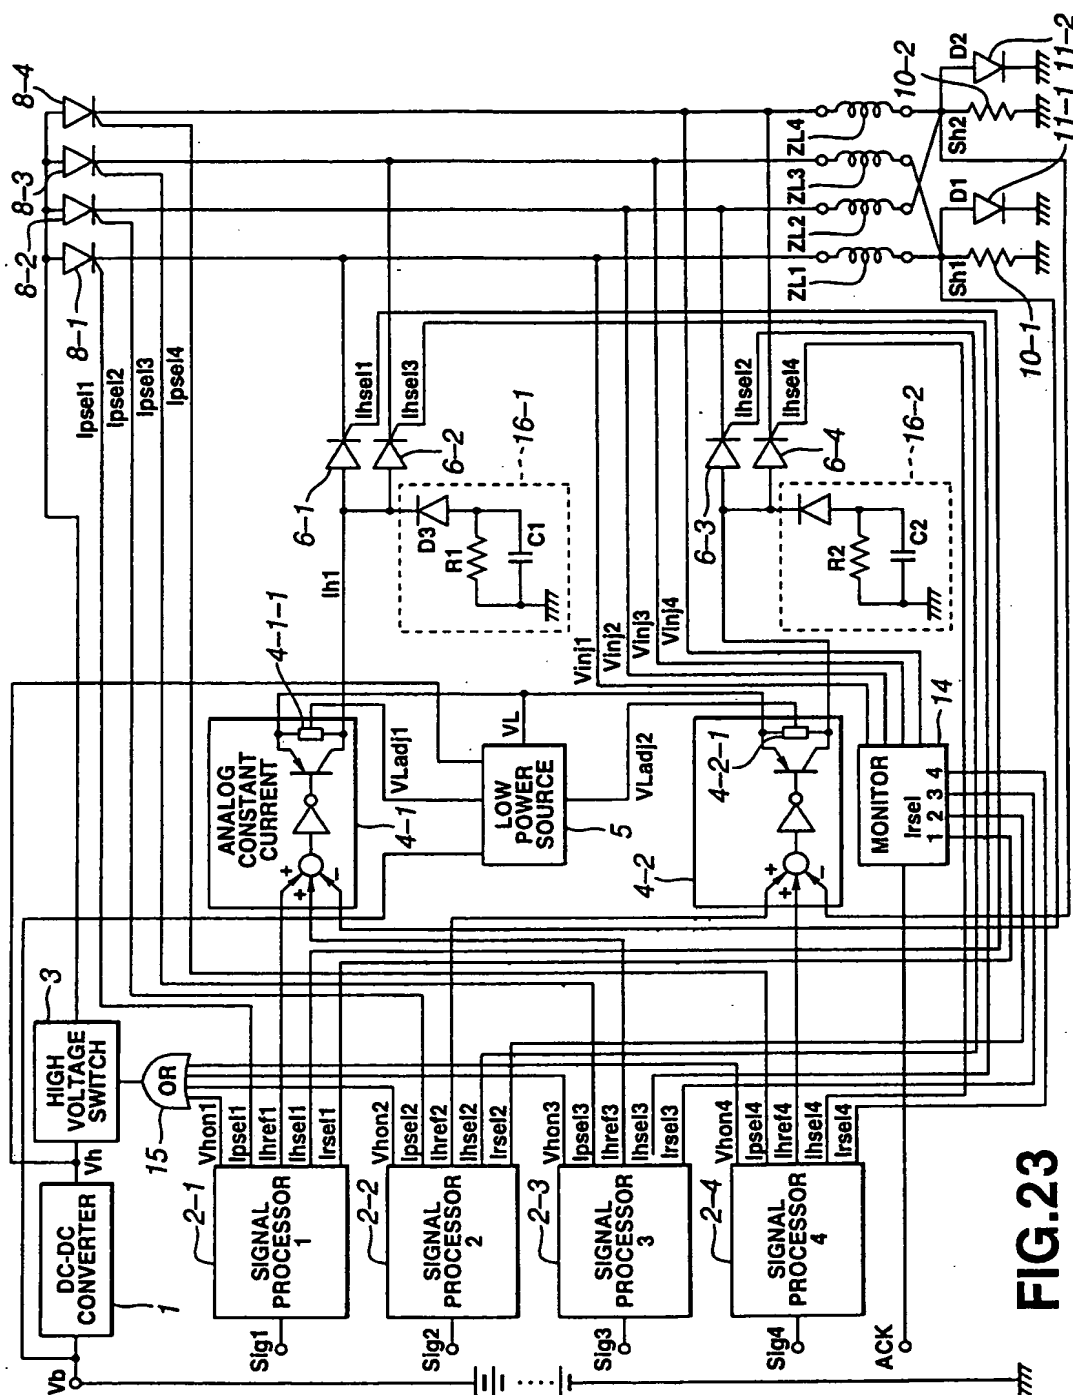 Vb
DC-DC
CONVERTER
1
Vh
HIGH
VOLTAGE
SWITCH
3
OR
15
Sig1
2-1
SIGNAL
PROCESSOR
1
Vhon1
Ipsel1
Ihref1
Ihsel1
Irsel1
Sig2
2-2
SIGNAL
PROCESSOR
2
Vhon2
Ipsel2
Ihref2
Ihsel2
Irsel2
Sig3
2-3
SIGNAL
PROCESSOR
3
Vhon3
Ipsel3
Ihref3
Ihsel3
Irsel3
Sig4
2-4
SIGNAL
PROCESSOR
4
Vhon4
Ipsel4
Ihref4
Ihsel4
Irsel4
ACK
ANALOG
CONSTANT
CURRENT
4-1
4-1-1
+
+
-
VLadj1
VL
LOW
POWER
SOURCE
5
VLadj2
4-2
4-2-1
+
+
-
MONITOR
Irsel
1 2 3 4
14
Vinj1
Vinj2
Vinj3
Vinj4
Ih1
6-1
6-2
Ihsel1
Ihsel3
16-1
D3
R1
C1
6-3
6-4
Ihsel2
Ihsel4
16-2
R2
C2
Ipsel1
Ipsel2
Ipsel3
Ipsel4
8-1
8-2
8-3
8-4
ZL1
ZL2
ZL3
ZL4
Sh1
D1
Sh2
D2
10-1
11-1
10-2
11-2
FIG.23